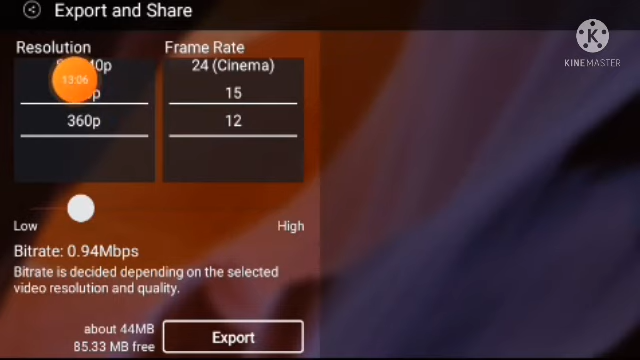 Export and Share
Resolution
Frame Rate
24 (Cinema)
13:06
15
360p
12
Low
High
Bitrate: 0.94Mbps
Bitrate is decided depending on the selected
video resolution and quality.
about 44MB
85.33 MB free
Export
KINEMASTER